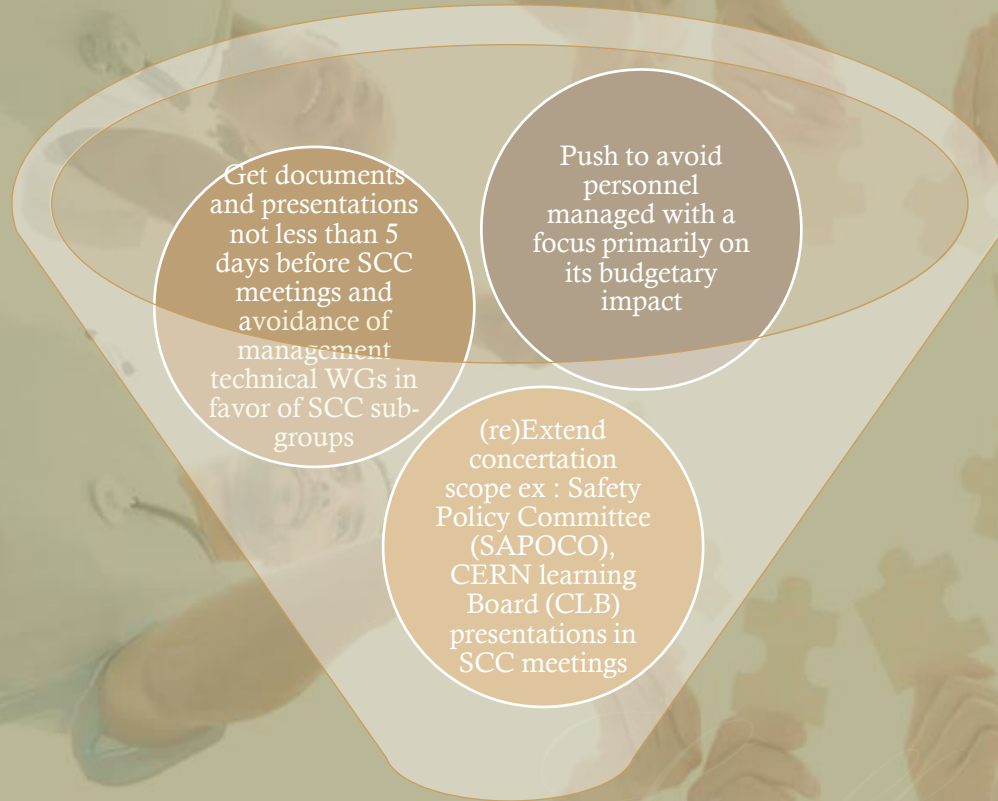 Get documents
and presentations
not less than 5
days before SCC
meetings and
avoidance of
management
technical WGs in
favor of SCC sub-
groups
Push to avoid
personnel
managed with a
focus primarily on
its budgetary
impact
(re)Extend
concertation
scope ex : Safety
Policy Committee
(SAPOCO),
CERN learning
Board (CLB)
presentations in
SCC meetings